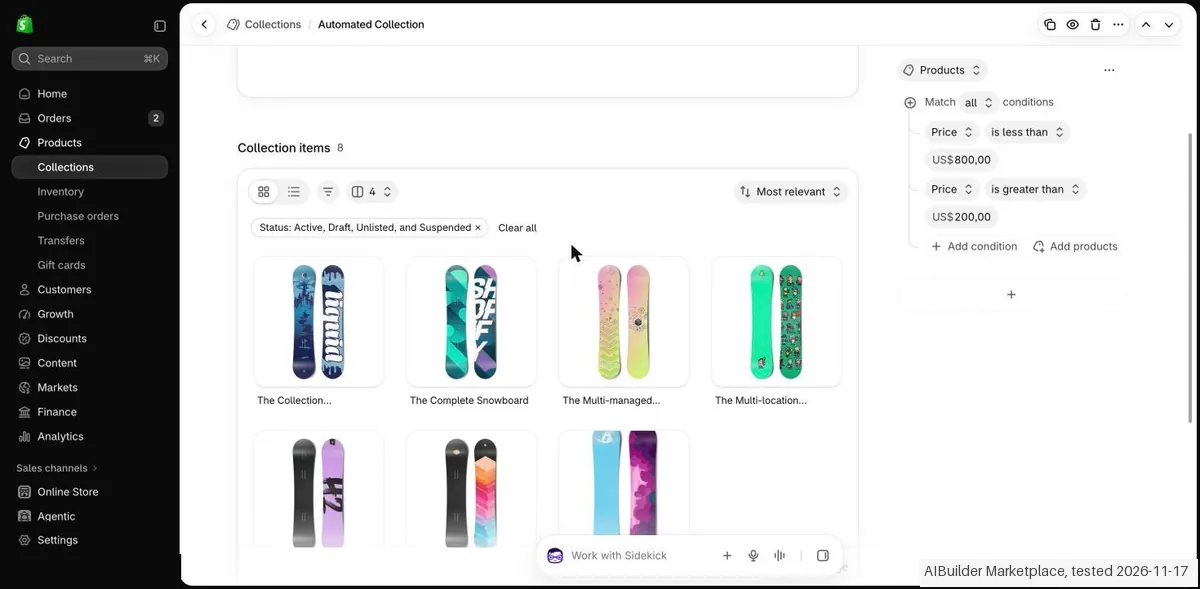 Search ⌘K
Home
Orders 2
Products
Collections
Inventory
Purchase orders
Transfers
Gift cards
Customers
Growth
Discounts
Content
Markets
Finance
Analytics
Sales channels
Online Store
Agentic
Settings
Collections / Automated Collection
Collection items 8
4
Most relevant
Status: Active, Draft, Unlisted, and Suspended ×
Clear all
liquid
SHOFFY
The Collection...
The Complete Snowboard
The Multi-managed...
The Multi-location...
H2
Work with Sidekick
Products
Match all conditions
Price is less than
US$800,00
Price is greater than
US$200,00
Add condition
Add products
AIBuilder Marketplace, tested 2026-11-17